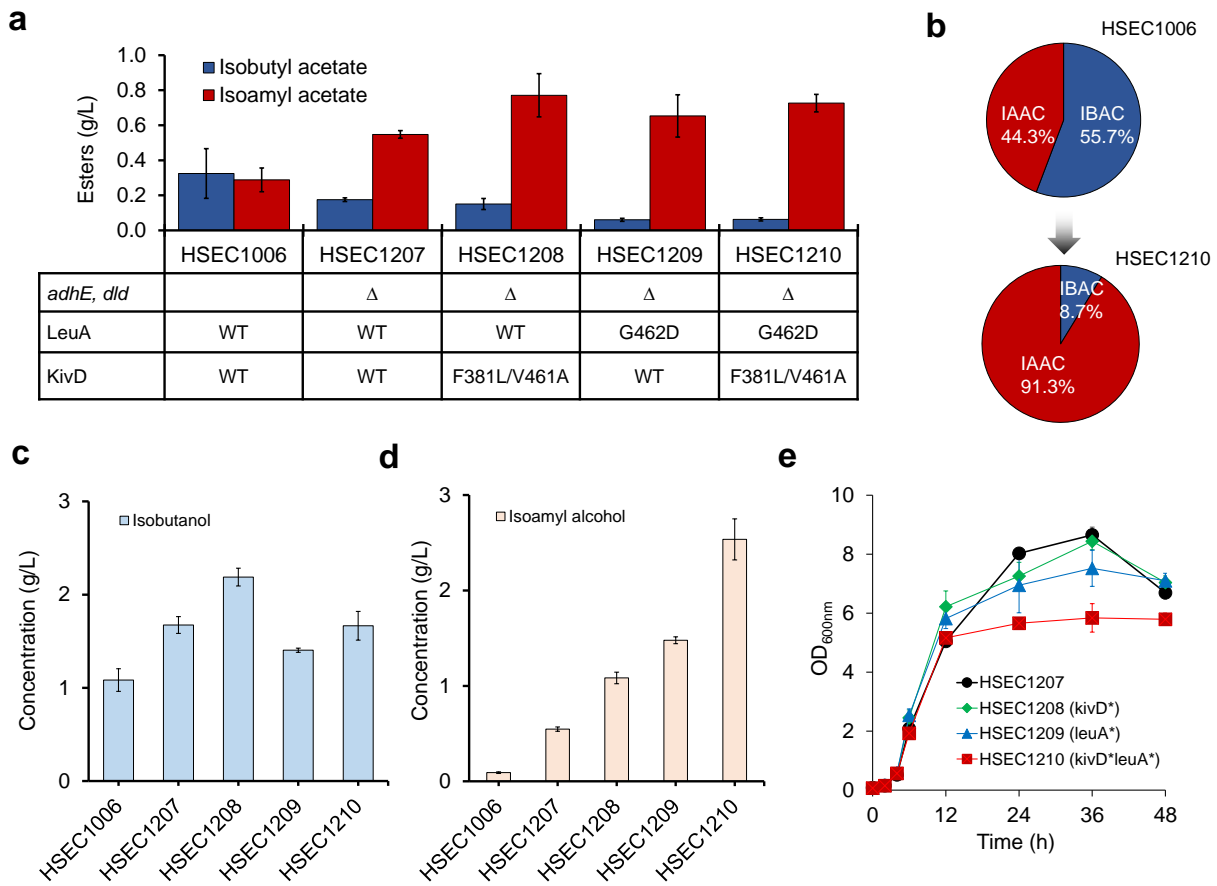 a
1.0
0.8
0.6
0.4
0.2
0.0
Esters (g/L)
Isobutyl acetate
Isoamyl acetate
HSEC1006 HSEC1207 HSEC1208 HSEC1209 HSEC1210
adhE, dld Δ Δ Δ Δ
LeuA WT WT WT G462D G462D
KivD WT WT F381L/V461A WT F381L/V461A
b
HSEC1006
IAAC
44.3%
IBAC
55.7%
HSEC1210
IBAC
8.7%
IAAC
91.3%
c
3
2
1
0
Concentration (g/L)
Isobutanol
HSEC1006
HSEC1207
HSEC1208
HSEC1209
HSEC1210
d
3
2
1
0
Concentration (g/L)
Isoamyl alcohol
HSEC1006
HSEC1207
HSEC1208
HSEC1209
HSEC1210
e
10
8
6
4
2
0
OD600nm
HSEC1207
HSEC1208 (kivD*)
HSEC1209 (leuA*)
HSEC1210 (kivD*leuA*)
0 12 24 36 48
Time (h)